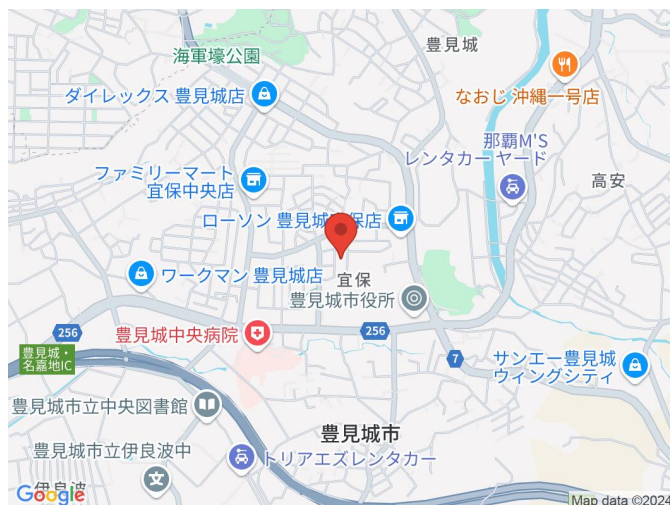 豊見城
海軍壕公園
ダイレックス 豊見城店
なおじ 沖縄一号店
那覇M'S
レンタカー ヤード
ファミリーマート
宜保中央店
高安
ローソン 豊見城宜保店
ワークマン 豊見城店
宜保
豊見城市役所
256
豊見城中央病院
256
豊見城・
名嘉地IC
7
サンエー豊見城
ウィングシティ
豊見城市立中央図書館
豊見城市
豊見城市立伊良波中
トリアエズレンタカー
伊良波
Google
Map data ©2024